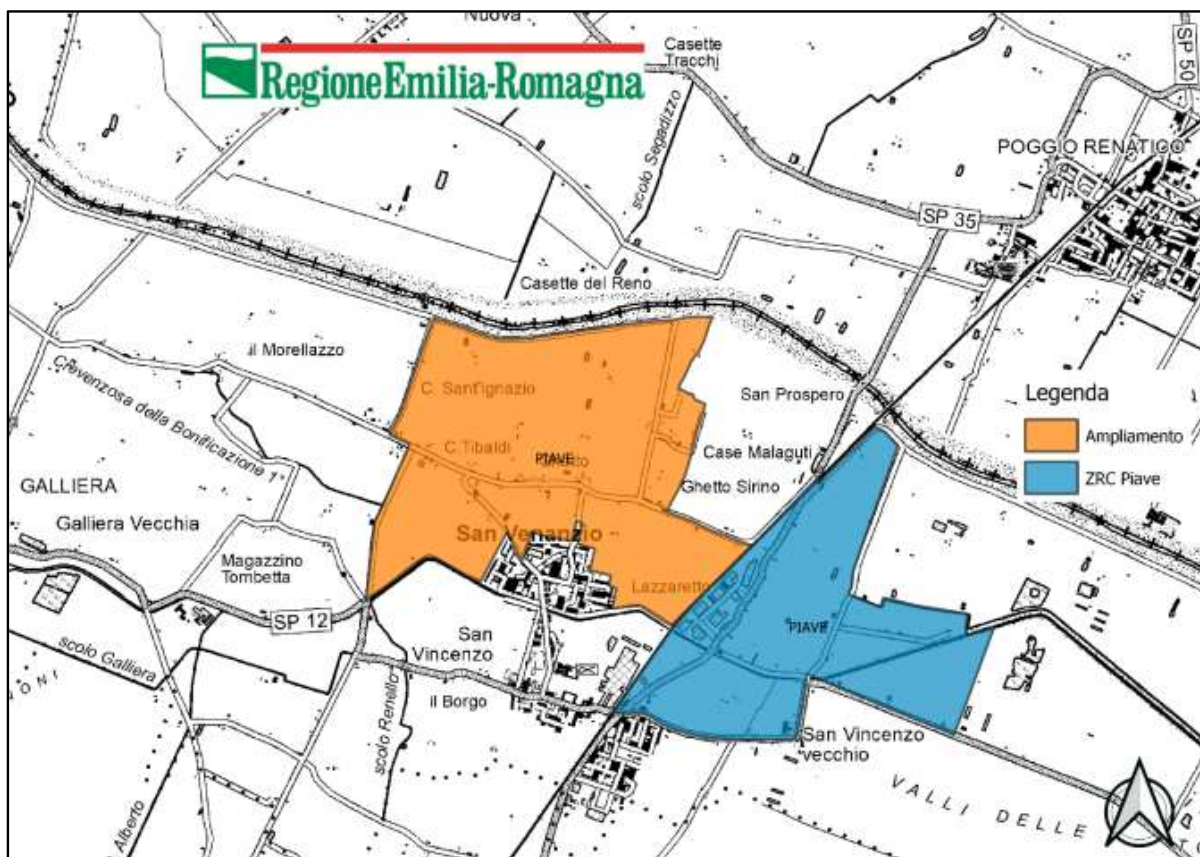 Nuova
SP 50
Casette
Tracchi
RegioneEmilia-Romagna
scolo Segadizzo
POGGIO RENATICO
SP 35
Casette del Reno
il Morellazzo
Crevenzosa della Bonificazione 1°
C. Sant'ignazio
San Prospero
Legenda
Ampliamento
ZRC Piave
C.Tibaldi
PIAVE
Case Malaguti
Ghetto Sirino
GALLIERA
Galliera Vecchia
San Venanzio
Magazzino
Tombetta
Lazzaretto
SP 12
PIAVE
San
Vincenzo
scolo Galliera
scolo Renello
il Borgo
San Vincenzo
vecchio
VALLI DELLE
Alberto